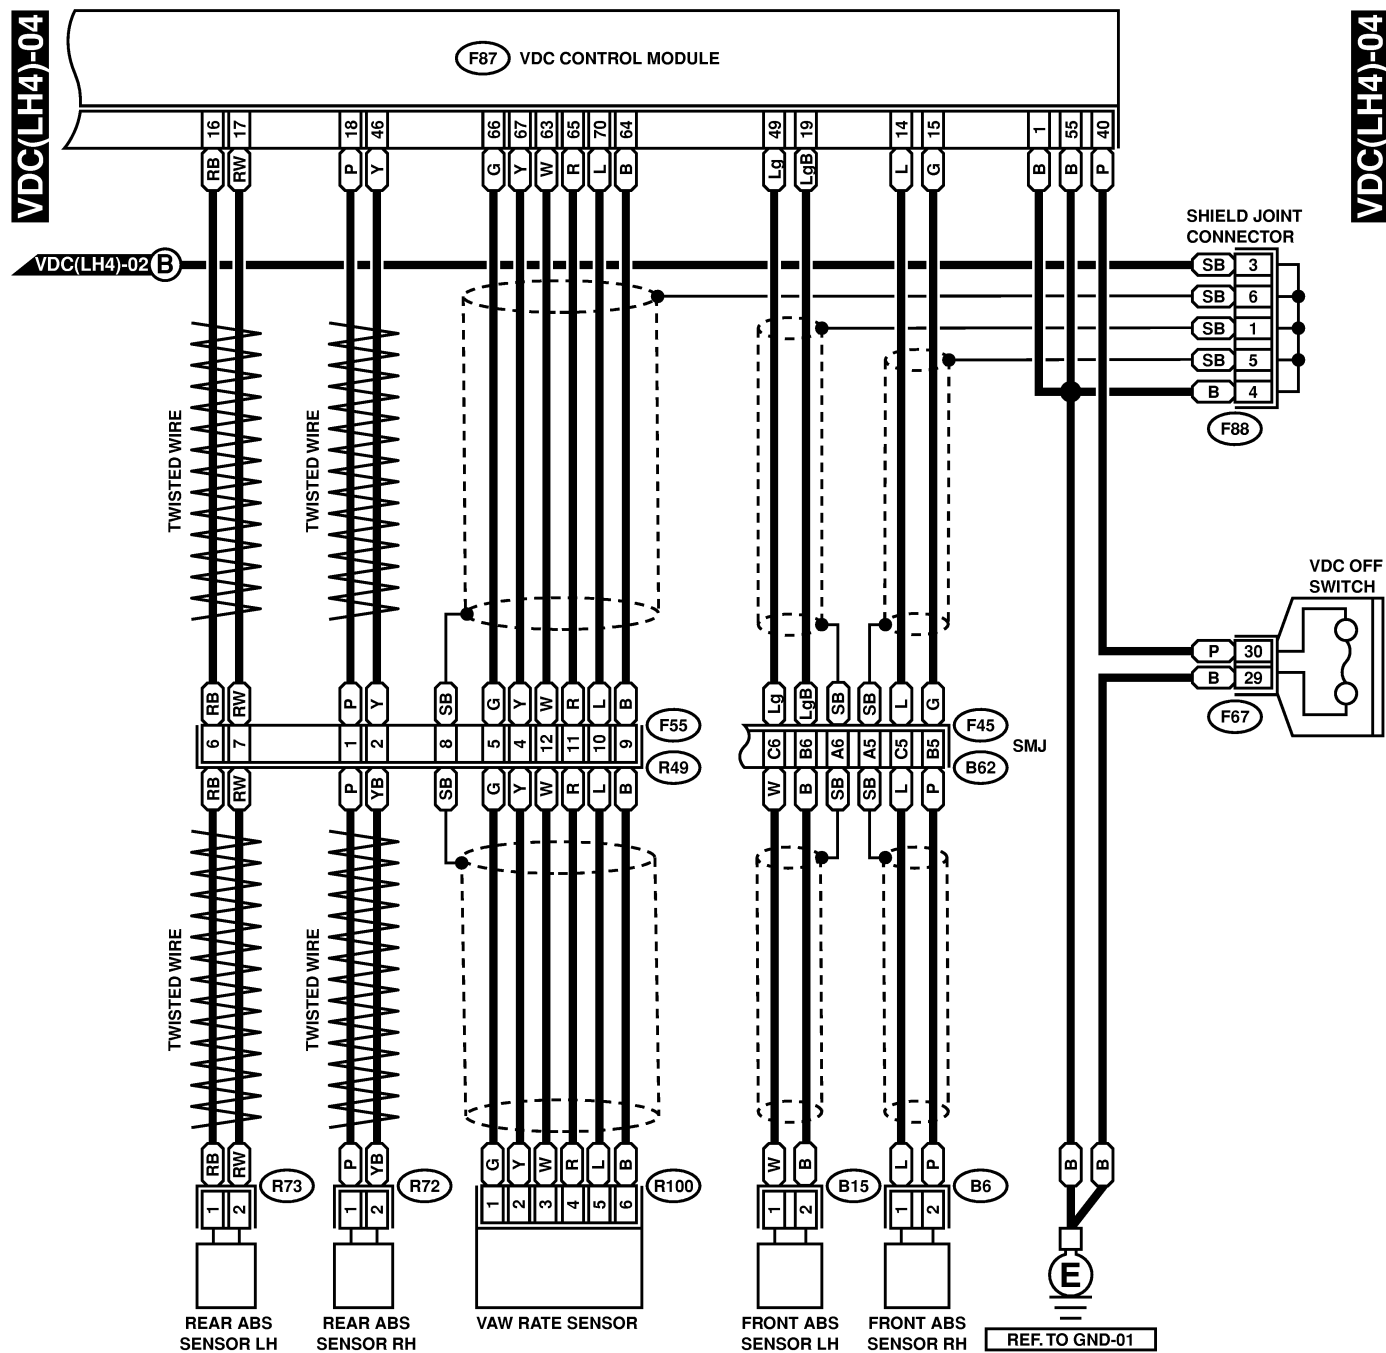 VDC(LH4)-04
VDC(LH4)-04
F87 VDC CONTROL MODULE
16 17 18 46 66 67 63 65 70 64 49 19 14 15 1 55 40
RB RW P Y G Y W R L B Lg LgB L G B B P
SHIELD JOINT
CONNECTOR
VDC(LH4)-02 B
SB 3
SB 6
SB 1
SB 5
B 4
F88
TWISTED WIRE
TWISTED WIRE
VDC OFF
SWITCH
P 30
B 29
F67
RB RW P Y SB G Y W R L B Lg LgB SB SB L G
F55 F45
6 7 1 2 8 5 4 12 11 10 9 C6 B6 A6 A5 C5 B5
SMJ
R49 B62
RB RW P YB SB G Y W R L B W B SB SB L P
TWISTED WIRE
TWISTED WIRE
RB RW P YB G Y W R L B W B L P B B
R73 R72 R100 B15 B6
1 2 1 2 1 2 3 4 5 6 1 2 1 2
E
REAR ABS
SENSOR LH
REAR ABS
SENSOR RH
VAW RATE SENSOR
FRONT ABS
SENSOR LH
FRONT ABS
SENSOR RH
REF. TO GND-01